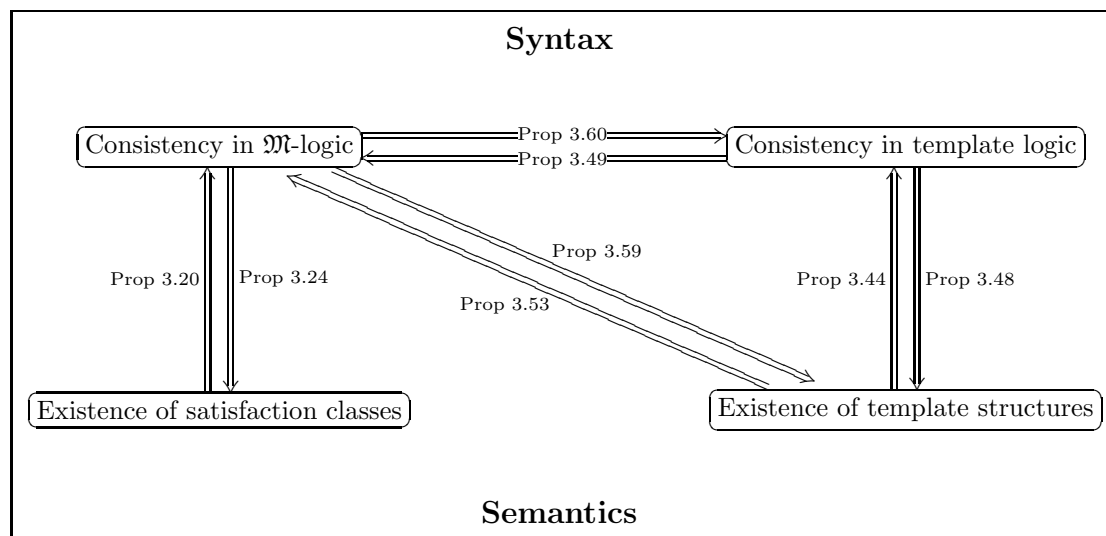 Syntax
Consistency in 𝔐-logic
Prop 3.60
Prop 3.49
Consistency in template logic
Prop 3.20
Prop 3.24
Prop 3.59
Prop 3.53
Prop 3.44
Prop 3.48
Existence of satisfaction classes
Existence of template structures
Semantics